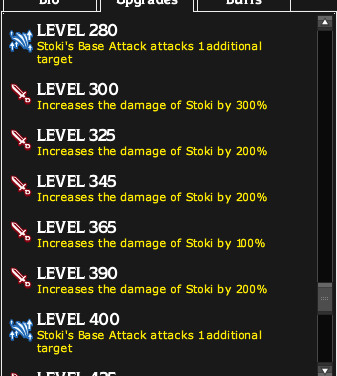 Bio Upgrades Buffs
LEVEL 280
Stoki's Base Attack attacks 1 additional
target
LEVEL 300
Increases the damage of Stoki by 300%
LEVEL 325
Increases the damage of Stoki by 200%
LEVEL 345
Increases the damage of Stoki by 200%
LEVEL 365
Increases the damage of Stoki by 100%
LEVEL 390
Increases the damage of Stoki by 200%
LEVEL 400
Stoki's Base Attack attacks 1 additional
target
LEVEL 425